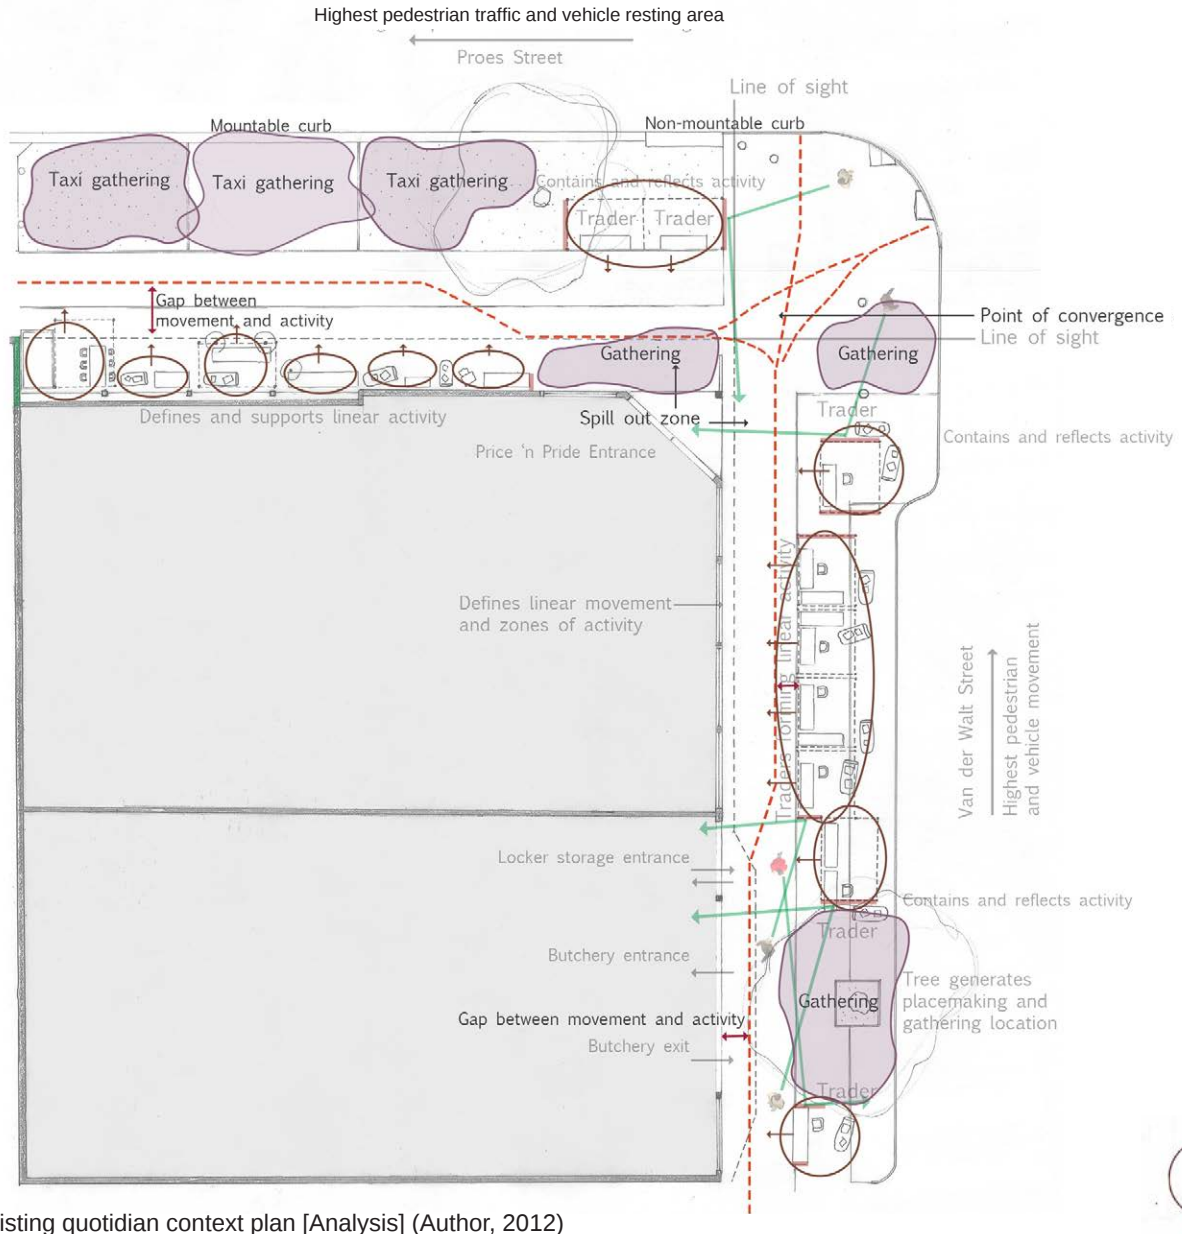 Highest pedestrian traffic and vehicle resting area
Proes Street
Line of sight
Mountable curb
Non-mountable curb
Taxi gathering
Taxi gathering
Taxi gathering
Contains and reflects activity
Trader
Trader
Gap between
movement and activity
Point of convergence
Line of sight
Gathering
Gathering
Defines and supports linear activity
Spill out zone
Trader
Contains and reflects activity
Price 'n Pride Entrance
Traders forming linear activity
Defines linear movement
and zones of activity
Van der Walt Street
Highest pedestrian
and vehicle movement
Locker storage entrance
Contains and reflects activity
Trader
Butchery entrance
Tree generates
placemaking and
gathering location
Gathering
Gap between movement and activity
Butchery exit
Trader
isting quotidian context plan [Analysis] (Author, 2012)